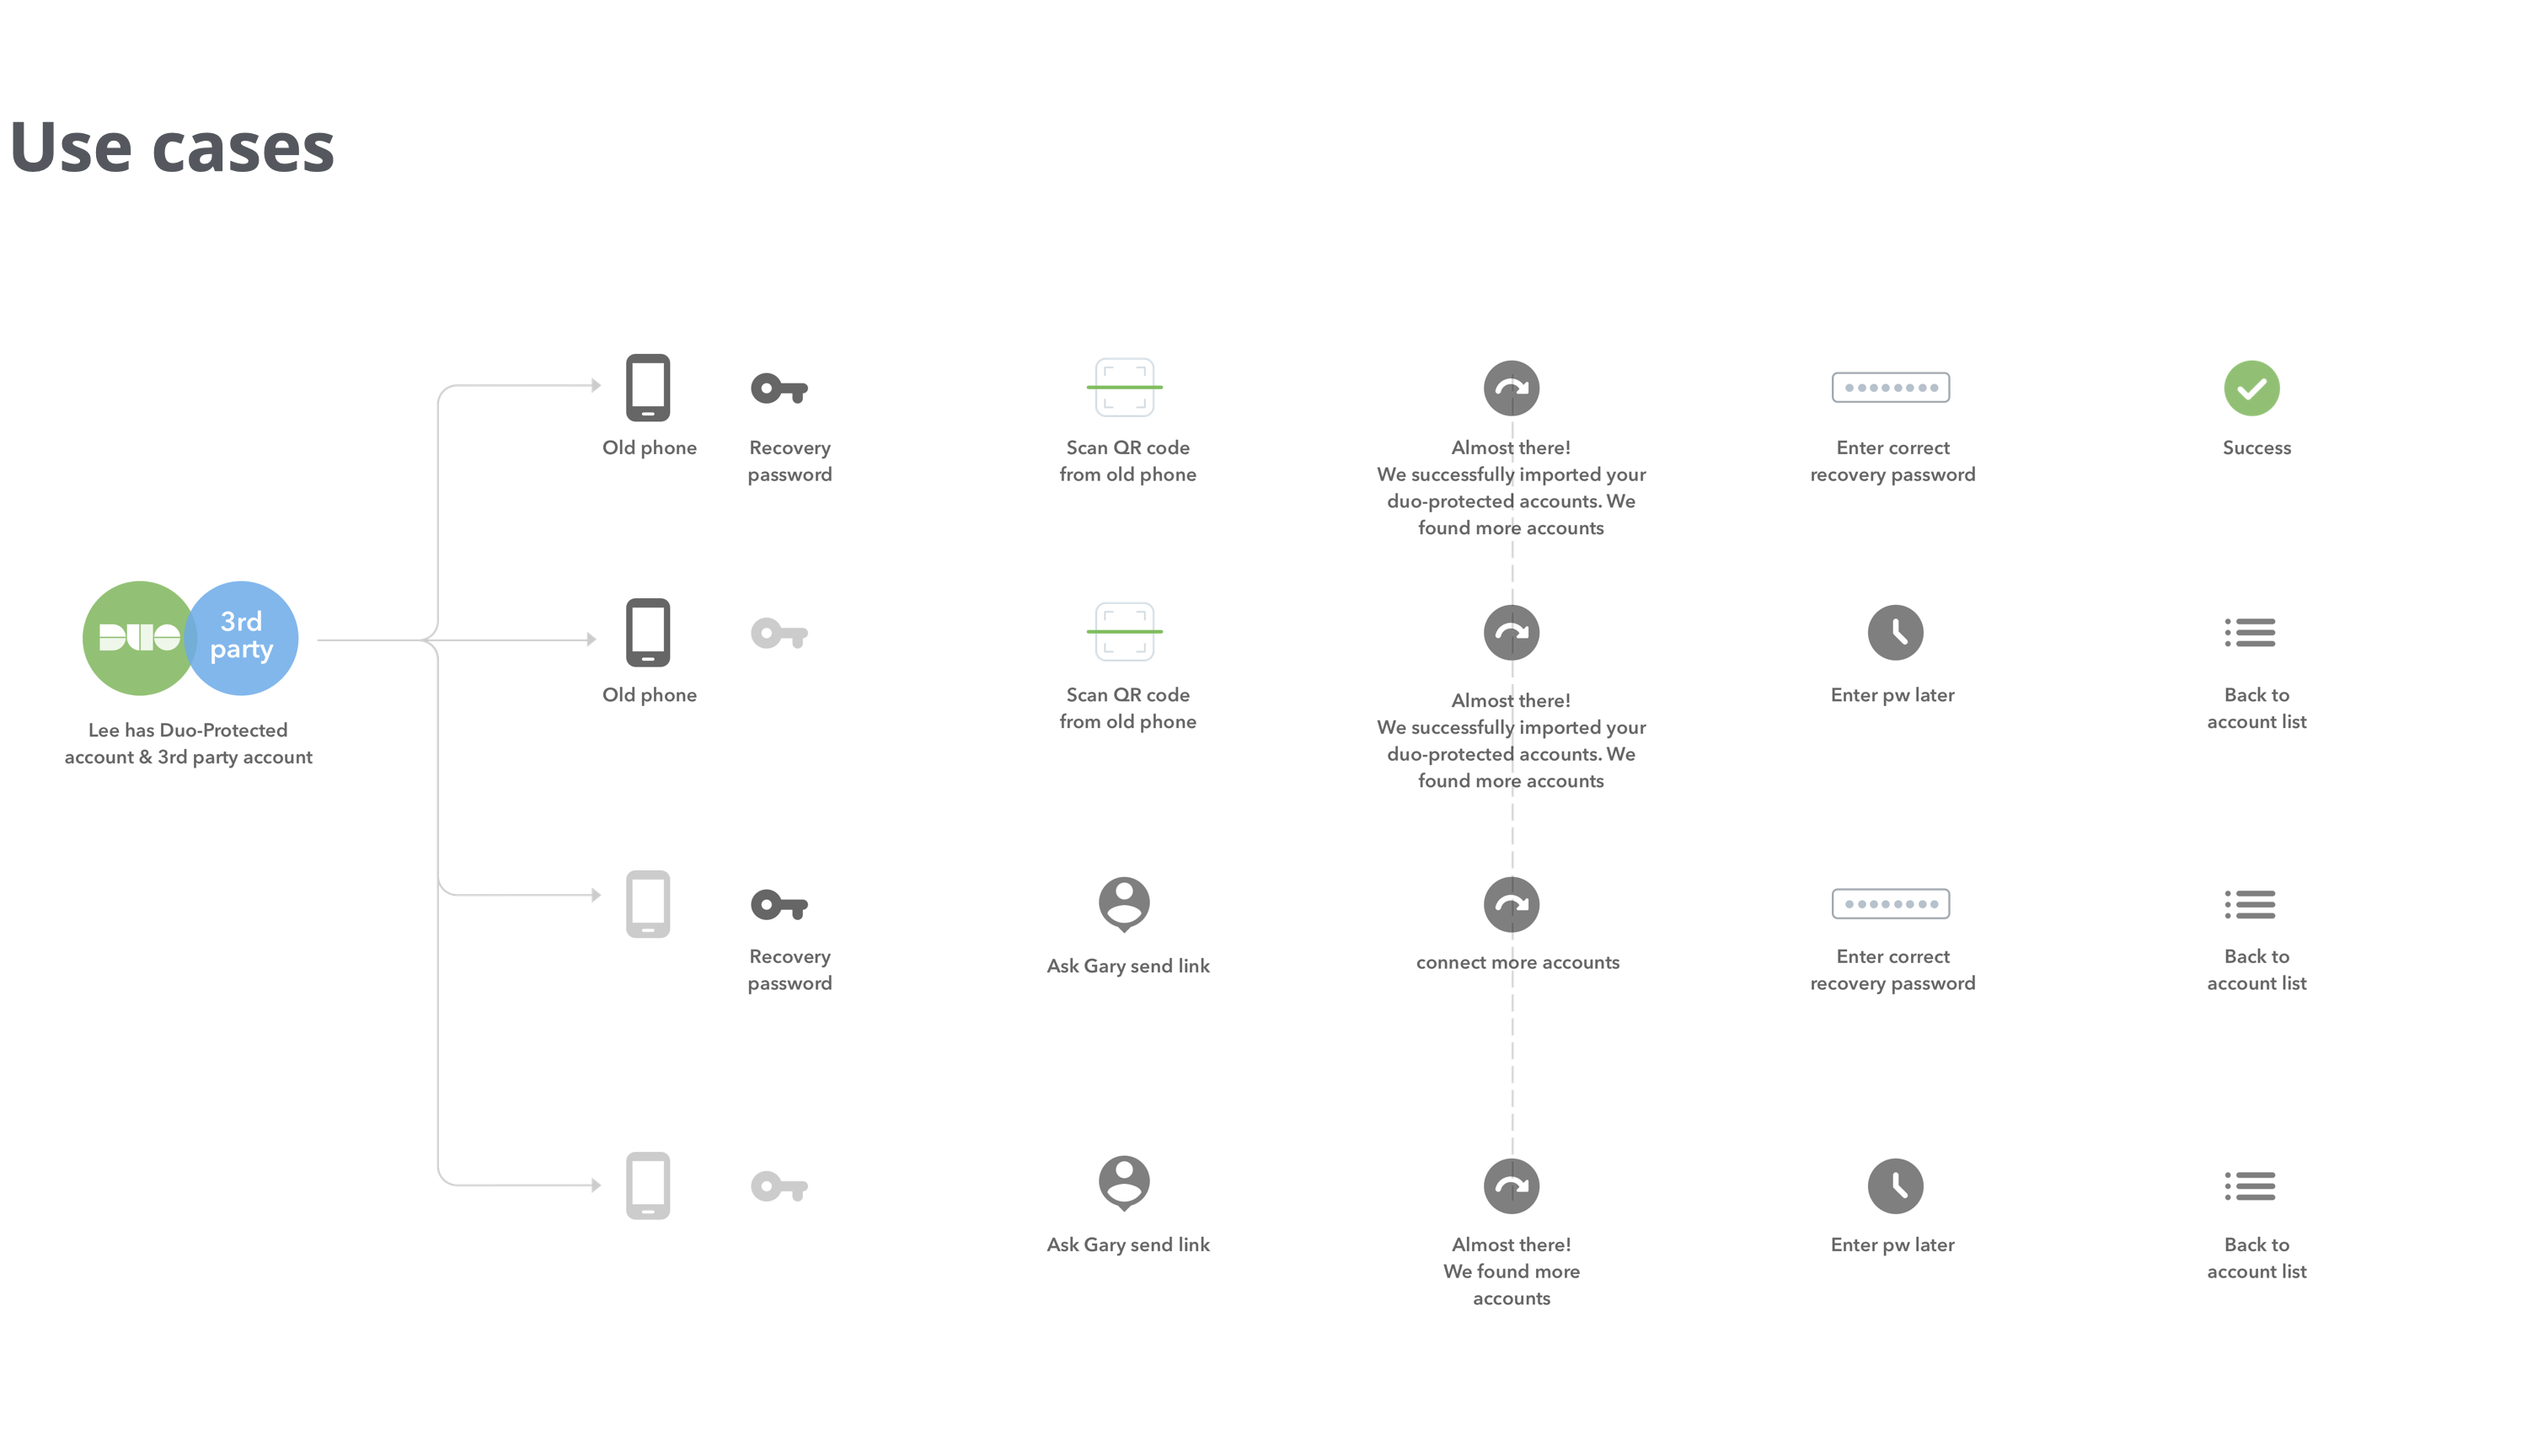 Use cases
Old phone
Recovery
password
Scan QR code
from old phone
Almost there!
We successfully imported your
duo-protected accounts. We
found more accounts
Enter correct
recovery password
Success
DUO
3rd
party
Lee has Duo-Protected
account & 3rd party account
Old phone
Scan QR code
from old phone
Almost there!
We successfully imported your
duo-protected accounts. We
found more accounts
Enter pw later
Back to
account list
Recovery
password
Ask Gary send link
connect more accounts
Enter correct
recovery password
Back to
account list
Ask Gary send link
Almost there!
We found more
accounts
Enter pw later
Back to
account list